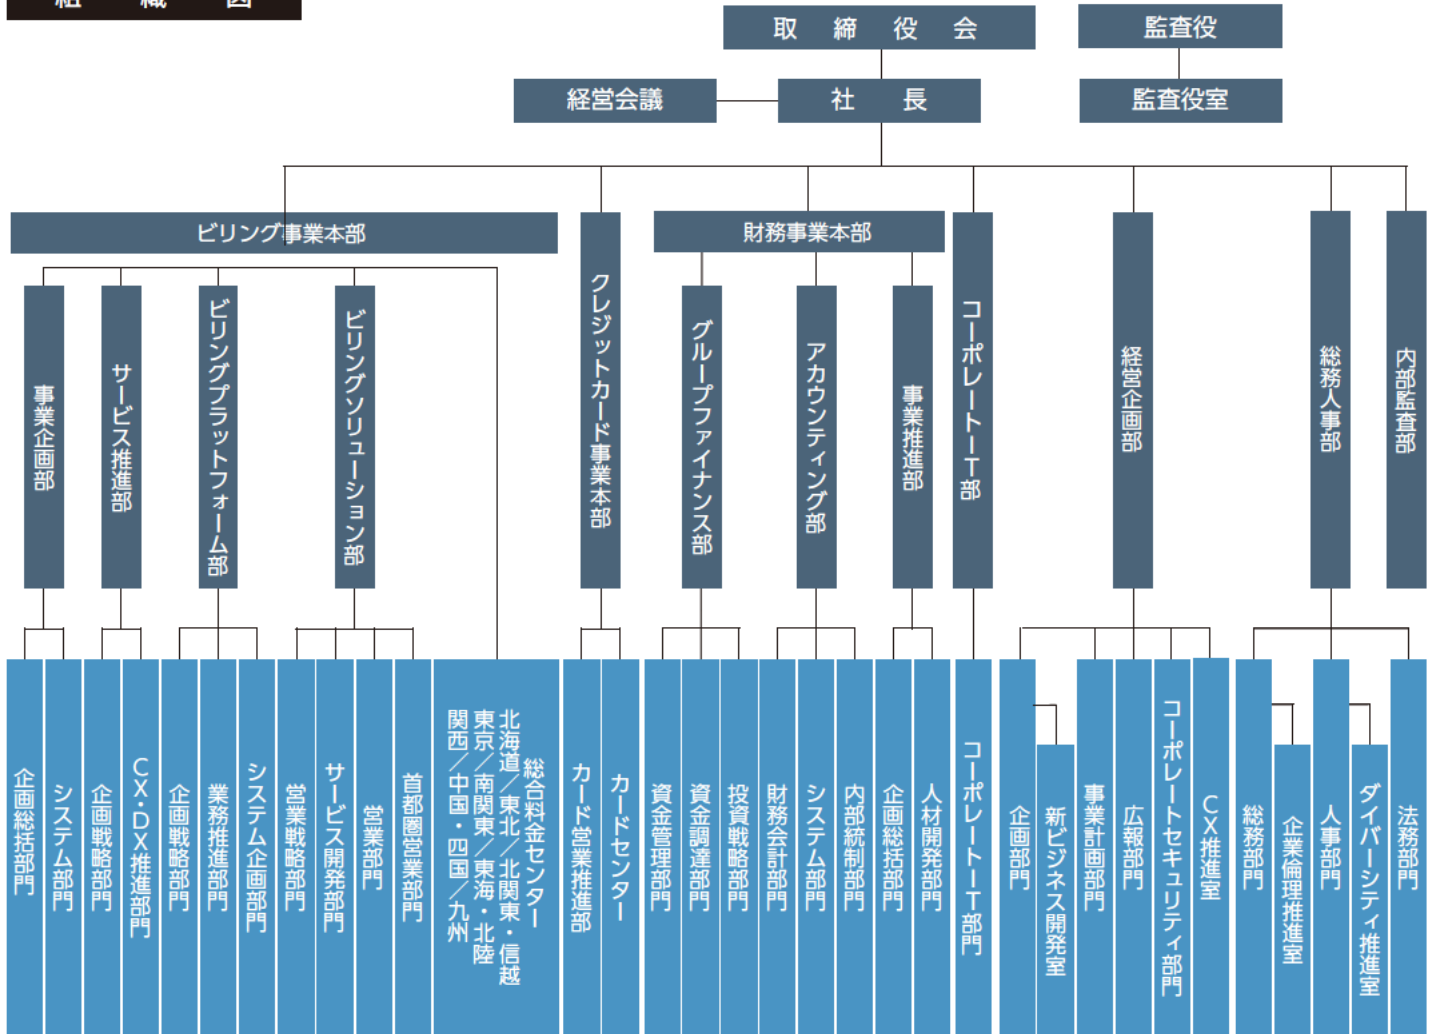 組織図
取締役会
監査役
経営会議
社長
監査役室
ビリング事業本部
財務事業本部
事業企画部
サービス推進部
ビリングプラットフォーム部
ビリングソリューション部
クレジットカード事業本部
グループファイナンス部
アカウンティング部
事業推進部
コーポレートIT部
経営企画部
総務人事部
内部監査部
企画総括部門
システム部門
企画戦略部門
CX・DX推進部門
企画戦略部門
業務推進部門
システム企画部門
営業戦略部門
サービス開発部門
営業部門
首都圏営業部門
総合料金センター
北海道／東北／北関東・信越
東京／南関東／東海・北陸
関西／中国・四国／九州
カード営業推進部
カードセンター
資金管理部門
資金調達部門
投資戦略部門
財務会計部門
システム部門
内部統制部門
企画総括部門
人材開発部門
コーポレートIT部門
企画部門
新ビジネス開発室
事業計画部門
広報部門
コーポレートセキュリティ部門
CX推進室
総務部門
企業倫理推進室
人事部門
ダイバーシティ推進室
法務部門